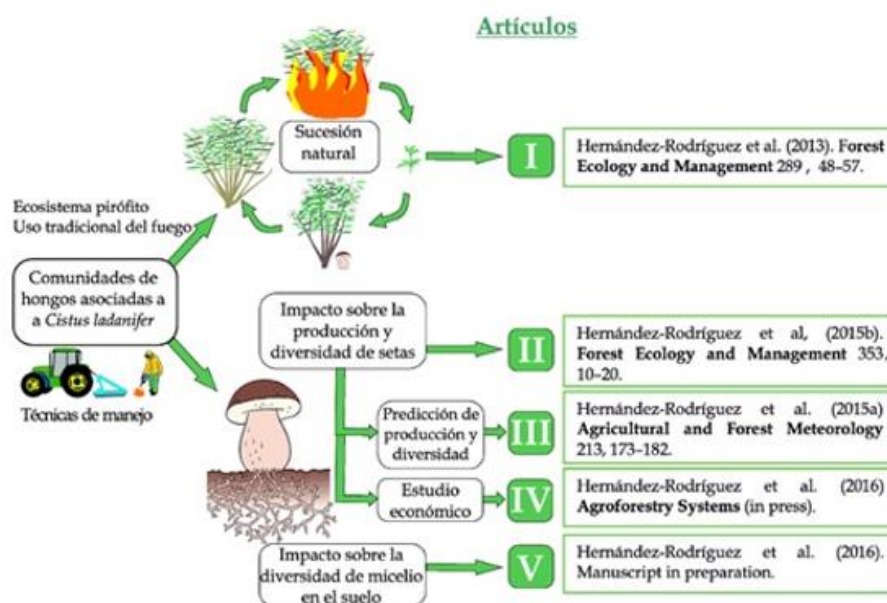 Artículos
Sucesión
natural
I
Hernández-Rodríguez et al. (2013). Forest
Ecology and Management 289 , 48–57.
Ecosistema pirófito
Uso tradicional del fuego
Comunidades de
hongos asociadas a
a Cistus ladanifer
Técnicas de manejo
Impacto sobre la
producción y
diversidad de setas
II
Hernández-Rodríguez et al, (2015b).
Forest Ecology and Management 353,
10–20.
Predicción de
producción y
diversidad
III
Hernández-Rodríguez et al. (2015a)
Agricultural and Forest Meteorology
213, 173–182.
Estudio
económico
IV
Hernández-Rodríguez et al. (2016)
Agroforestry Systems (in press).
Impacto sobre la
diversidad de micelio
en el suelo
V
Hernández-Rodríguez et al. (2016).
Manuscript in preparation.